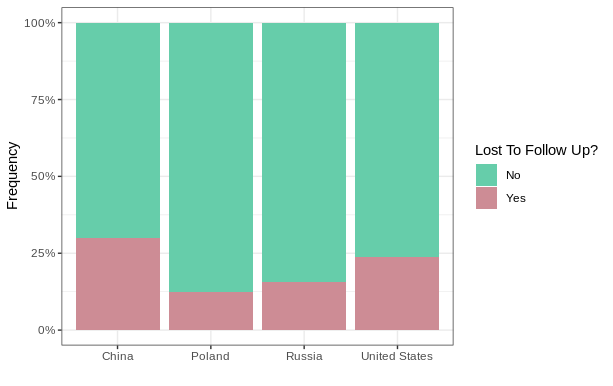 100%
75%
50%
25%
0%
Frequency
China Poland Russia United States
Lost To Follow Up?
No
Yes